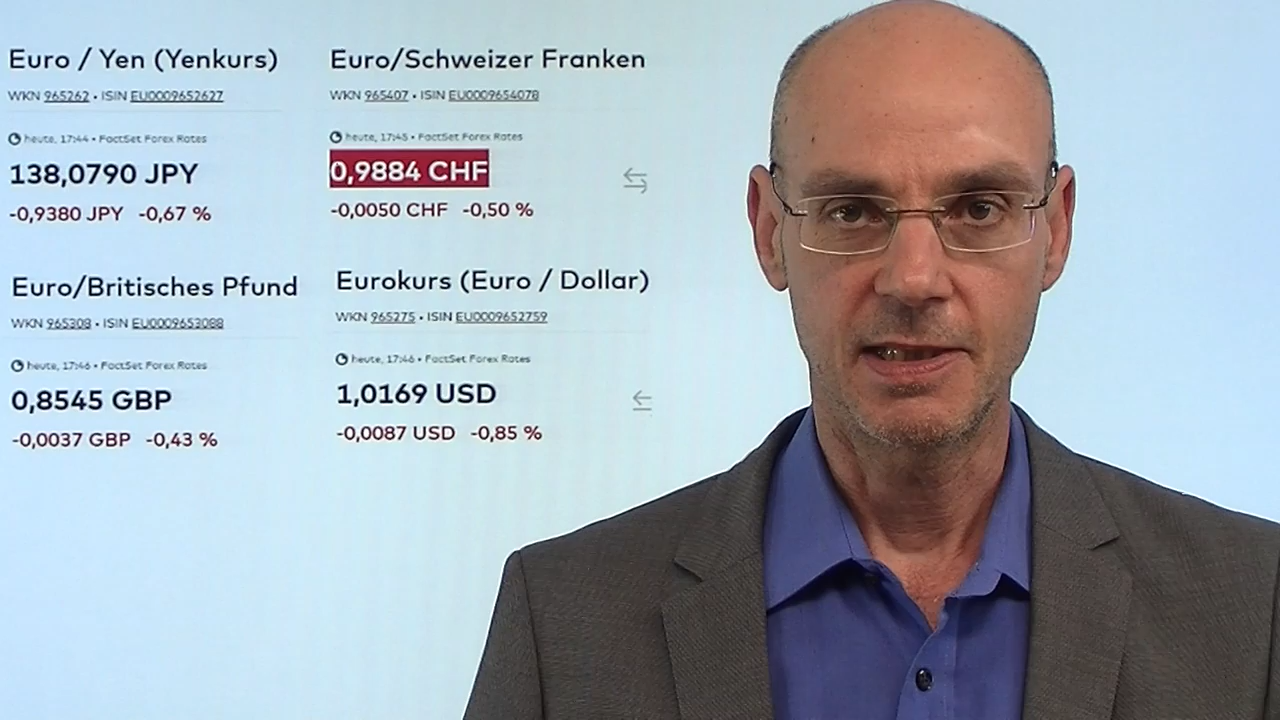 Euro / Yen (Yenkurs)
WKN 965262 • ISIN EU0009652627
heute, 17:44 • FactSet Forex Rates
138,0790 JPY
-0,9380 JPY -0,67 %
Euro/Schweizer Franken
WKN 965407 • ISIN EU0009654078
heute, 17:45 • FactSet Forex Rates
0,9884 CHF
-0,0050 CHF -0,50 %
Euro/Britisches Pfund
WKN 965308 • ISIN EU0009653088
heute, 17:46 • FactSet Forex Rates
0,8545 GBP
-0,0037 GBP -0,43 %
Eurokurs (Euro / Dollar)
WKN 965275 • ISIN EU0009652759
heute, 17:46 • FactSet Forex Rates
1,0169 USD
-0,0087 USD -0,85 %